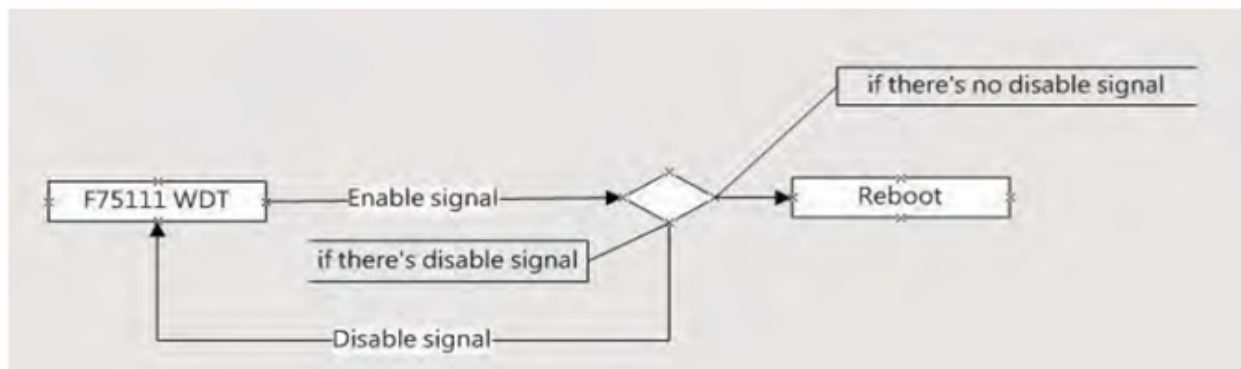 if there's no disable signal
F75111 WDT
Enable signal
Reboot
if there's disable signal
Disable signal